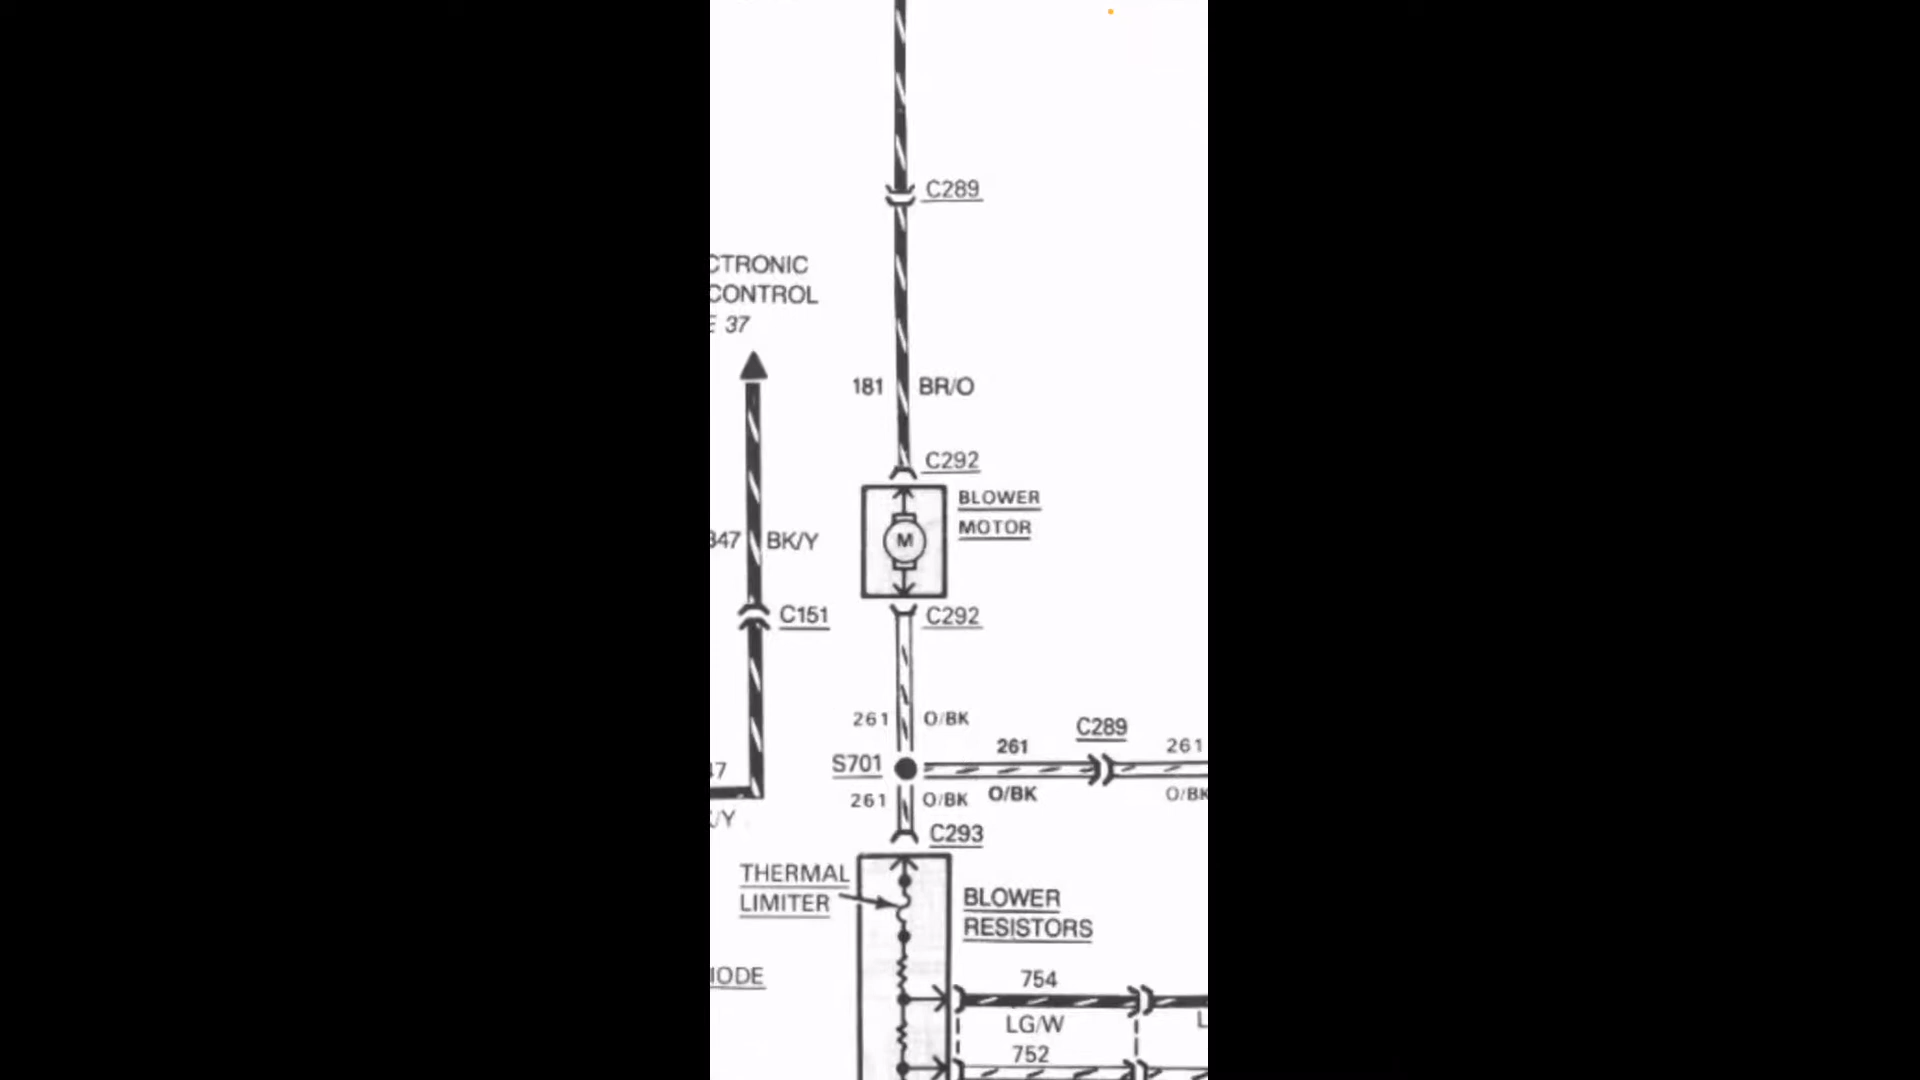 C289
CTRONIC
CONTROL
E 37
181 BR/O
C292
BLOWER
MOTOR
M
347 BK/Y
C151
C292
261 O/BK
C289
261 261
S701
O/BK O/BK
261 O/BK
47
/Y
C293
THERMAL
LIMITER
BLOWER
RESISTORS
IODE
754
LG/W L
752